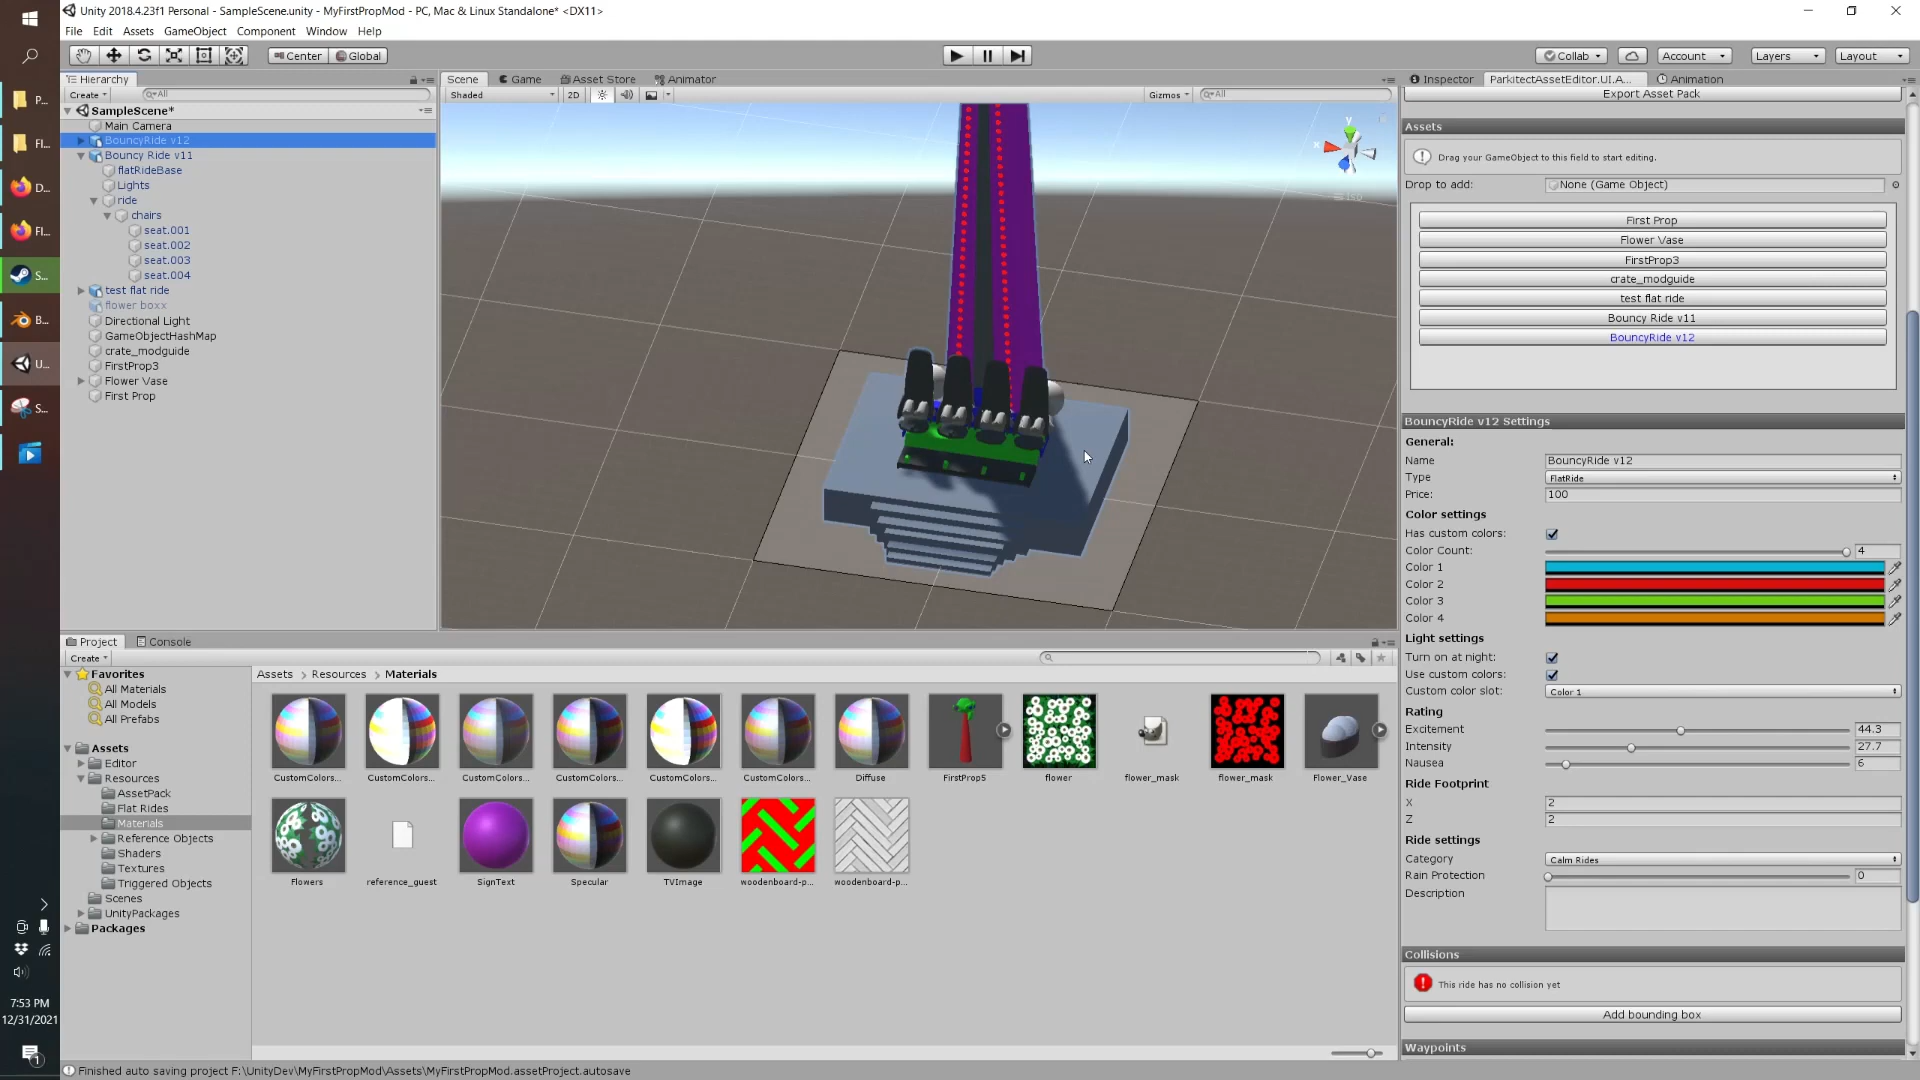 Unity 2018.4.23f1 Personal - SampleScene.unity - MyFirstPropMod - PC, Mac & Linux Standalone* <DX11>
File Edit Assets GameObject Component Window Help
Center Global Collab Account Layers Layout
Hierarchy Scene Game Asset Store Animator Inspector ParkitectAssetEditor.UI.A... Animation
Create All Shaded 2D Gizmos All Export Asset Pack
SampleScene*
Main Camera
BouncyRide v12
Bouncy Ride v11
flatRideBase
Lights
ride
chairs
seat.001
seat.002
seat.003
seat.004
test flat ride
flower boxx
Directional Light
GameObjectHashMap
crate_modguide
FirstProp3
Flower Vase
First Prop
y
x
Iso
Assets
Drag your GameObject to this field to start editing.
Drop to add: None (Game Object)
First Prop
Flower Vase
FirstProp3
crate_modguide
test flat ride
Bouncy Ride v11
BouncyRide v12
BouncyRide v12 Settings
General:
Name BouncyRide v12
Type FlatRide
Price: 100
Color settings
Has custom colors:
Color Count: 4
Color 1
Color 2
Color 3
Color 4
Light settings
Turn on at night:
Use custom colors:
Custom color slot: Color 1
Rating
Excitement 44.3
Intensity 27.7
Nausea 6
Ride Footprint
X 2
Z 2
Ride settings
Category Calm Rides
Rain Protection 0
Description
Collisions
This ride has no collision yet
Add bounding box
Waypoints
Project Console
Create
Favorites
All Materials
All Models
All Prefabs
Assets
Editor
Resources
AssetPack
Flat Rides
Materials
Reference Objects
Shaders
Textures
Triggered Objects
Scenes
UnityPackages
Packages
Assets Resources Materials
CustomColors... CustomColors... CustomColors... CustomColors... CustomColors... CustomColors... Diffuse FirstProp5 flower flower_mask flower_mask Flower_Vase
Flowers reference_guest SignText Specular TVImage woodenboard-p... woodenboard-p...
Finished auto saving project F:\UnityDev\MyFirstPropMod\Assets\MyFirstPropMod.assetProject.autosave
P...
Fl...
D...
Fl...
S...
B...
U...
S...
7:53 PM
12/31/2021
1